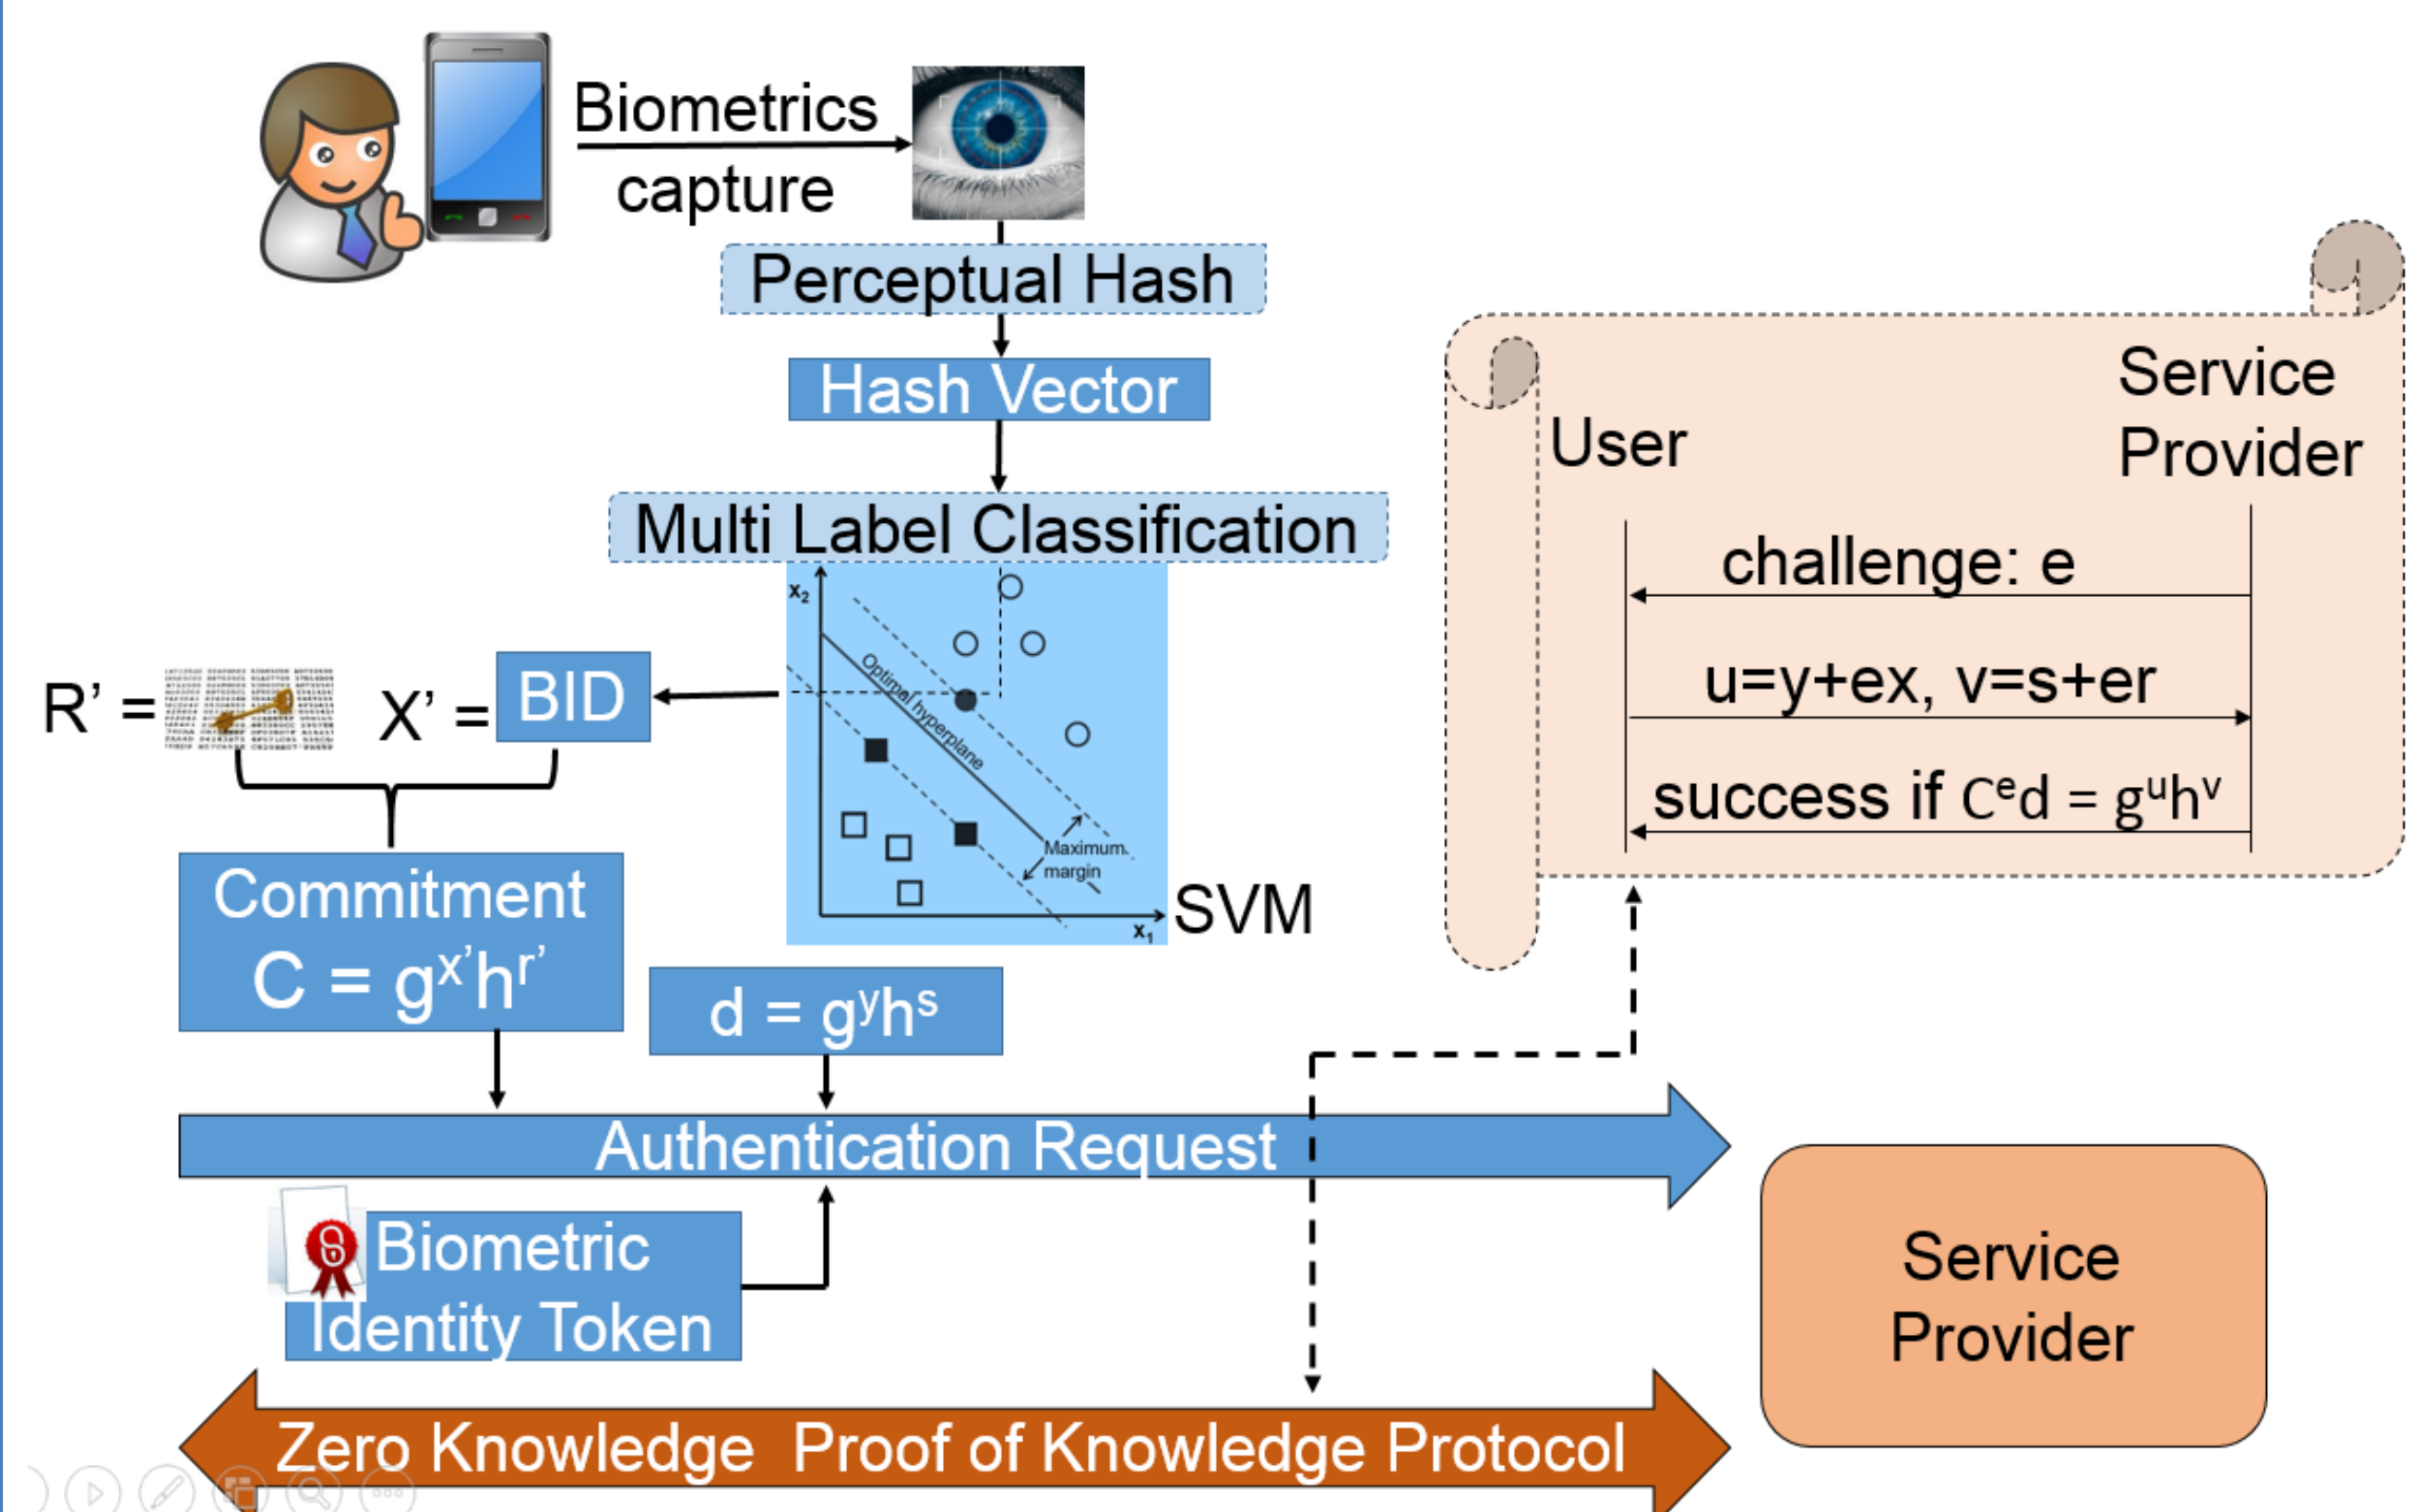 Biometrics
capture
Perceptual Hash
Hash Vector
Multi Label Classification
x₂
Optimal hyperplane
Maximum
margin
x₁
SVM
R’ =
X’ =
BID
Commitment
C = gˣ’hʳ’
d = gʸhˢ
Authentication Request
Biometric
Identity Token
Zero Knowledge Proof of Knowledge Protocol
User
Service
Provider
challenge: e
u=y+ex, v=s+er
success if Cᵉd = gᵘhᵛ
Service
Provider